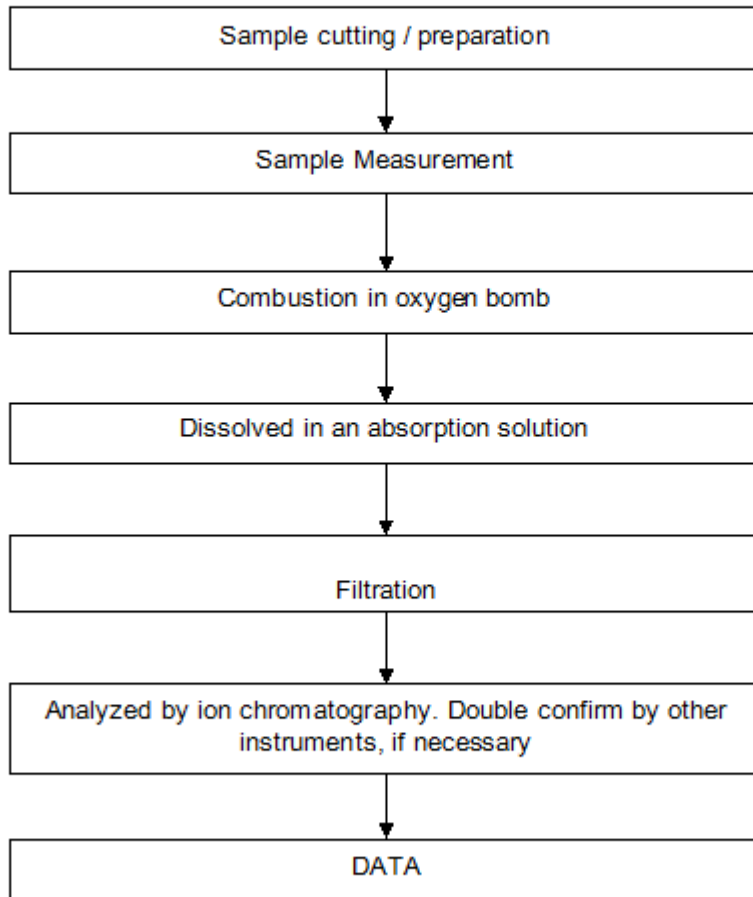 Sample cutting / preparation
Sample Measurement
Combustion in oxygen bomb
Dissolved in an absorption solution
Filtration
Analyzed by ion chromatography. Double confirm by other
instruments, if necessary
DATA